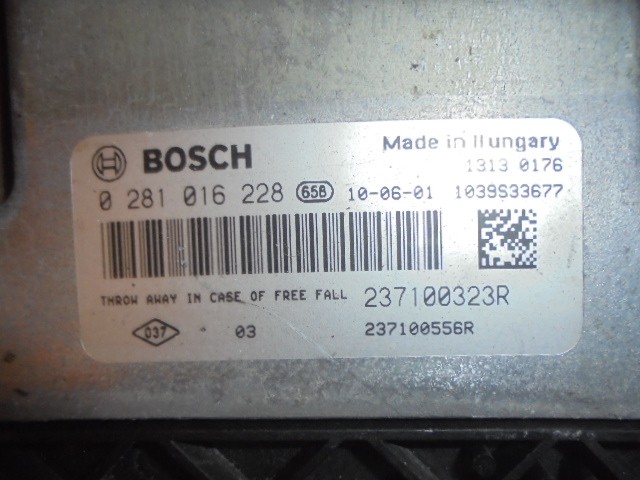 BOSCH
Made in Hungary
1313 0176
0 281 016 228 65B 10-06-01 1039S33677
THROW AWAY IN CASE OF FREE FALL 237100323R
037 03 237100556R